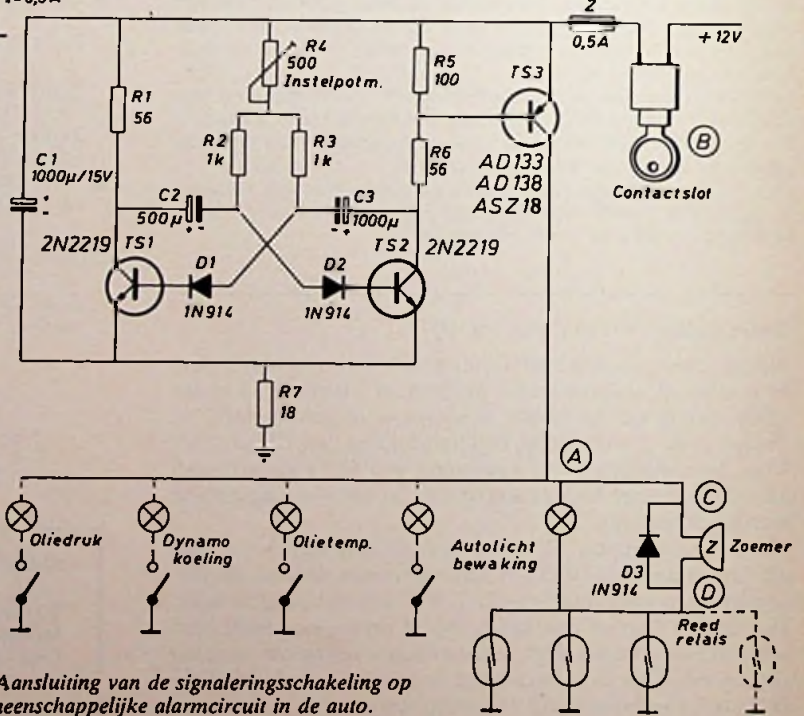 Z
0,5A
+12V
R4
500
Instelpotm.
R5
100
TS3
R1
56
R2
1k
R3
1k
R6
56
AD133
AD138
ASZ18
B
Contactslot
C1
1000µ/15V
+
-
C2
500µ
+ -
C3
1000µ
- +
2N2219
TS1
TS2
2N2219
D1
1N914
D2
1N914
R7
18
A
C
Oliedruk
Dynamo
koeling
Olietemp.
Autolicht
bewaking
D3
1N914
Z
Zoemer
D
Reed
relais
Aansluiting van de signaleringsschakeling op
neenschappelijke alarmcircuit in de auto.